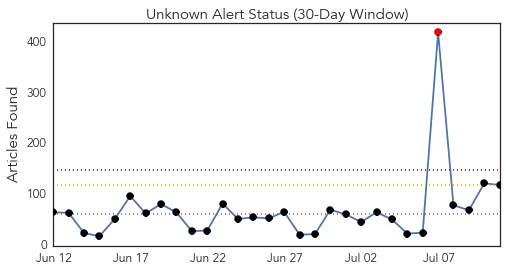 Unknown Alert Status (30-Day Window)
Articles Found
400
300
200
100
0
Jun 12 Jun 17 Jun 22 Jun 27 Jul 02 Jul 07